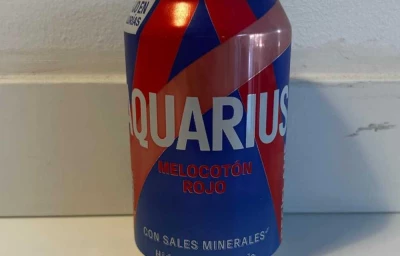 AQUARIUS
MELOCOTÓN
ROJO
CON SALES MINERALES